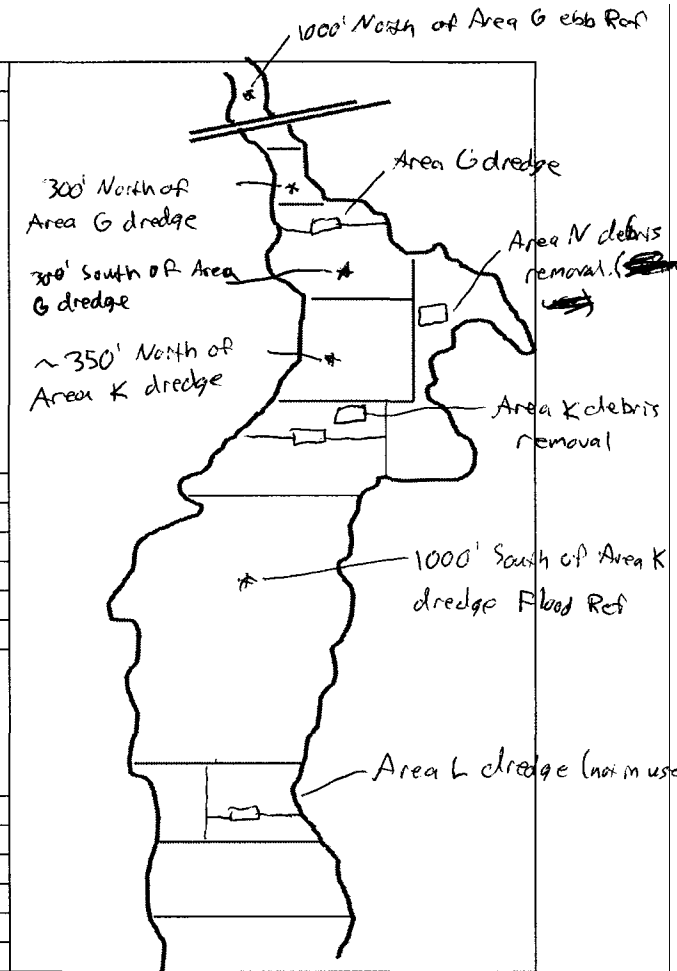 1000' North of Area G ebb Ref
Area G dredge
300' North of
Area G dredge
Area N debris
removal. (
300' South of Area
G dredge
~ 350' North of
Area K dredge
Area K debris
removal
1000' South of Area K
dredge Flood Ref
Area L dredge (not in use